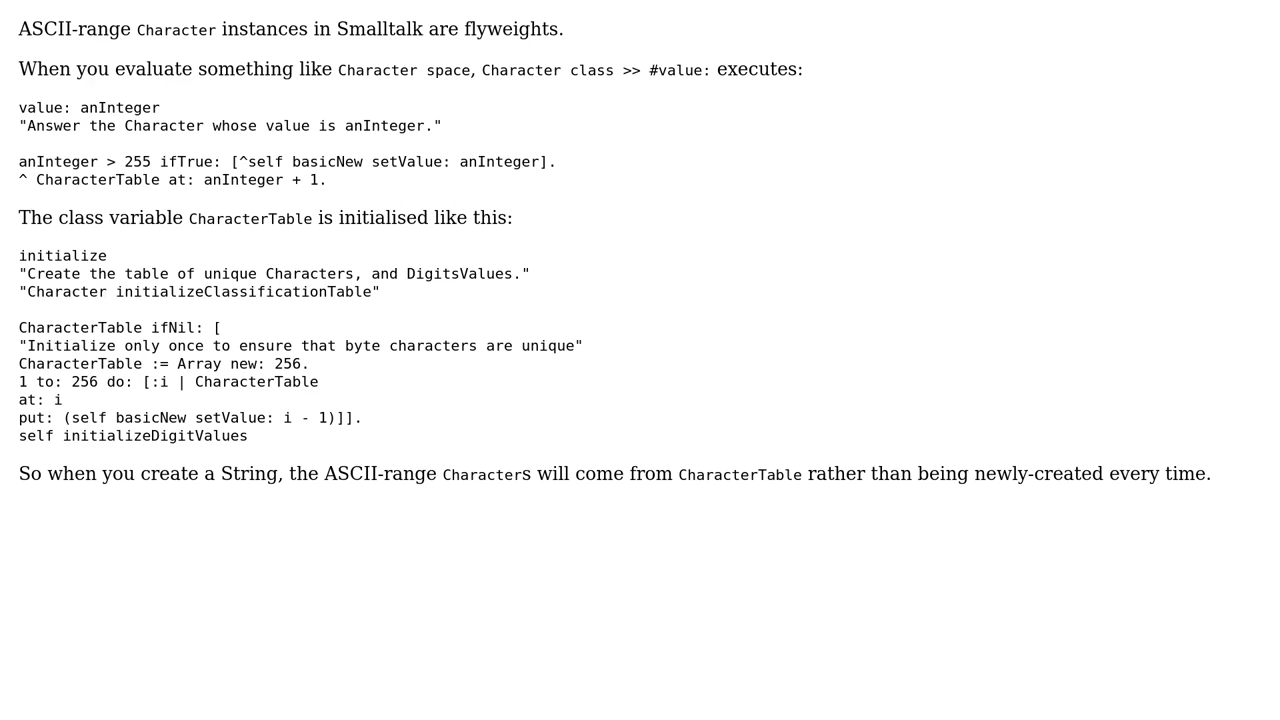 ASCII-range Character instances in Smalltalk are flyweights.
When you evaluate something like Character space, Character class >> #value: executes:
value: anInteger
"Answer the Character whose value is anInteger."
anInteger > 255 ifTrue: [^self basicNew setValue: anInteger].
^ CharacterTable at: anInteger + 1.
The class variable CharacterTable is initialised like this:
initialize
"Create the table of unique Characters, and DigitsValues."
"Character initializeClassificationTable"
CharacterTable ifNil: [
"Initialize only once to ensure that byte characters are unique"
CharacterTable := Array new: 256.
1 to: 256 do: [:i | CharacterTable
at: i
put: (self basicNew setValue: i - 1)]].
self initializeDigitValues
So when you create a String, the ASCII-range Characters will come from CharacterTable rather than being newly-created every time.